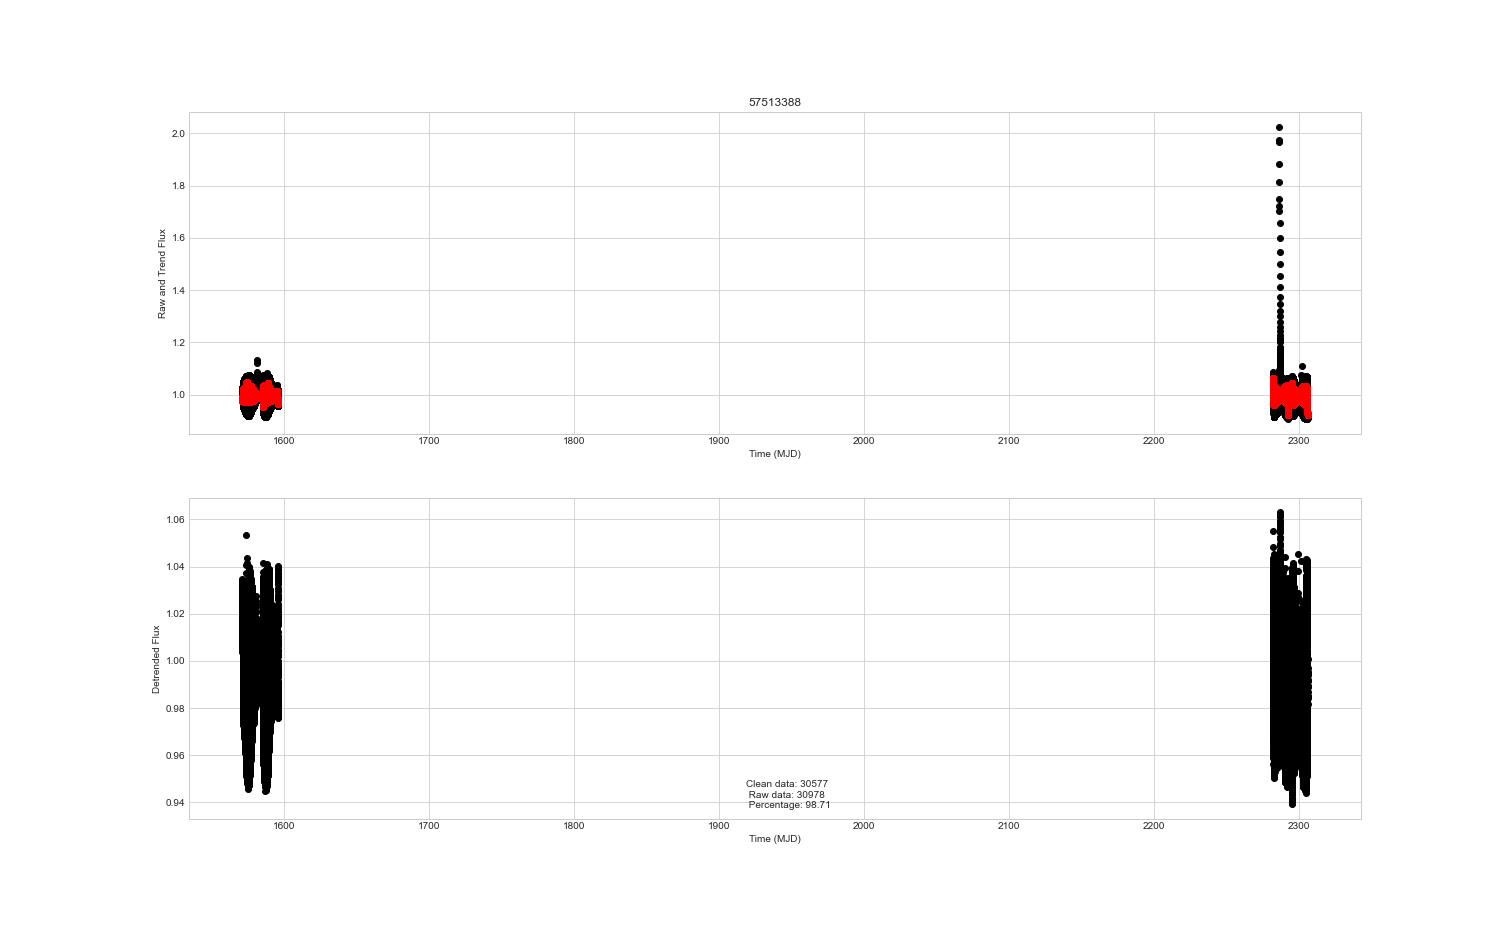 57513388
Raw and Trend Flux
2.0
1.8
1.6
1.4
1.2
1.0
1600 1700 1800 1900 2000 2100 2200 2300
Time (MJD)
Detrended Flux
1.06
1.04
1.02
1.00
0.98
0.96
0.94
Clean data: 30577
Raw data: 30978
Percentage: 98.71
1600 1700 1800 1900 2000 2100 2200 2300
Time (MJD)